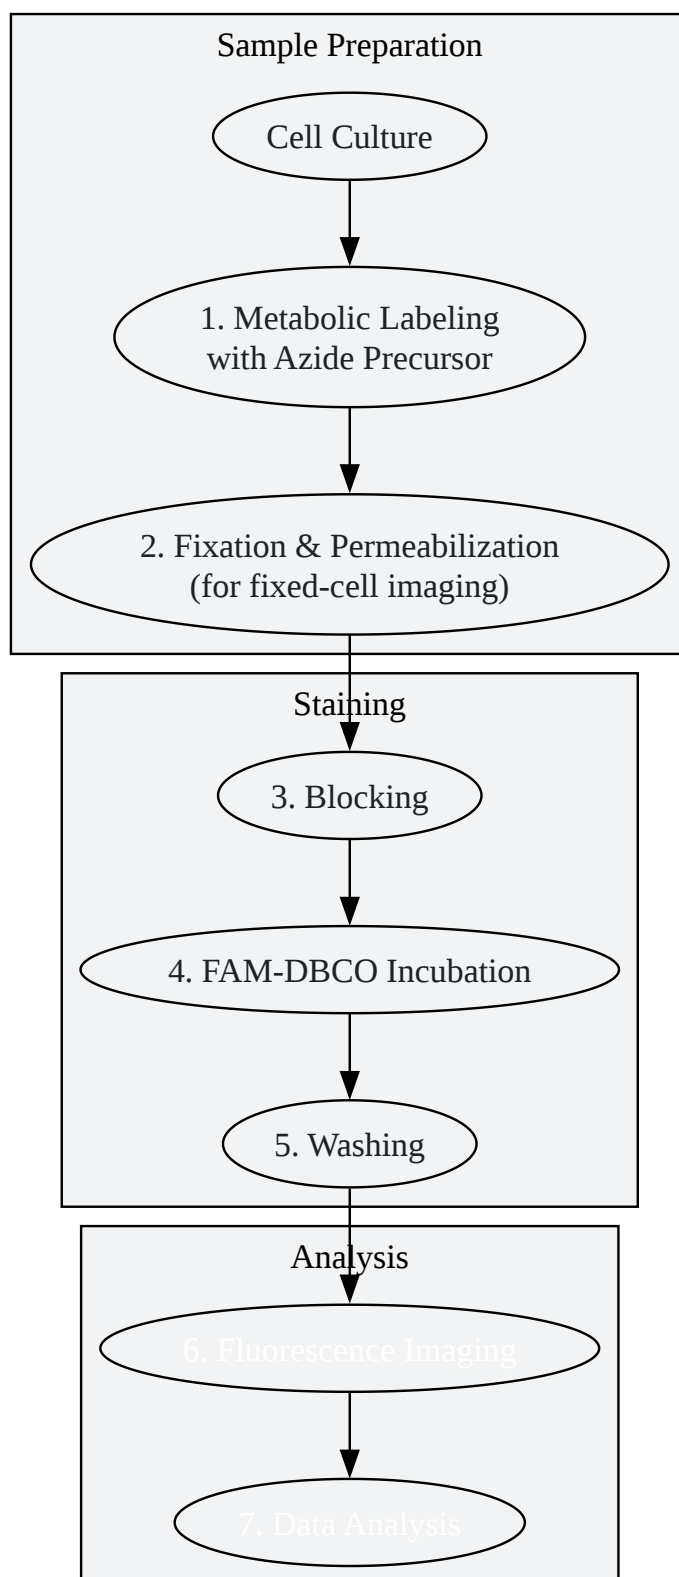 Sample Preparation
Cell Culture
1. Metabolic Labeling
with Azide Precursor
2. Fixation & Permeabilization
(for fixed-cell imaging)
Staining
3. Blocking
4. FAM-DBCO Incubation
5. Washing
Analysis
6. Fluorescence Imaging
7. Data Analysis